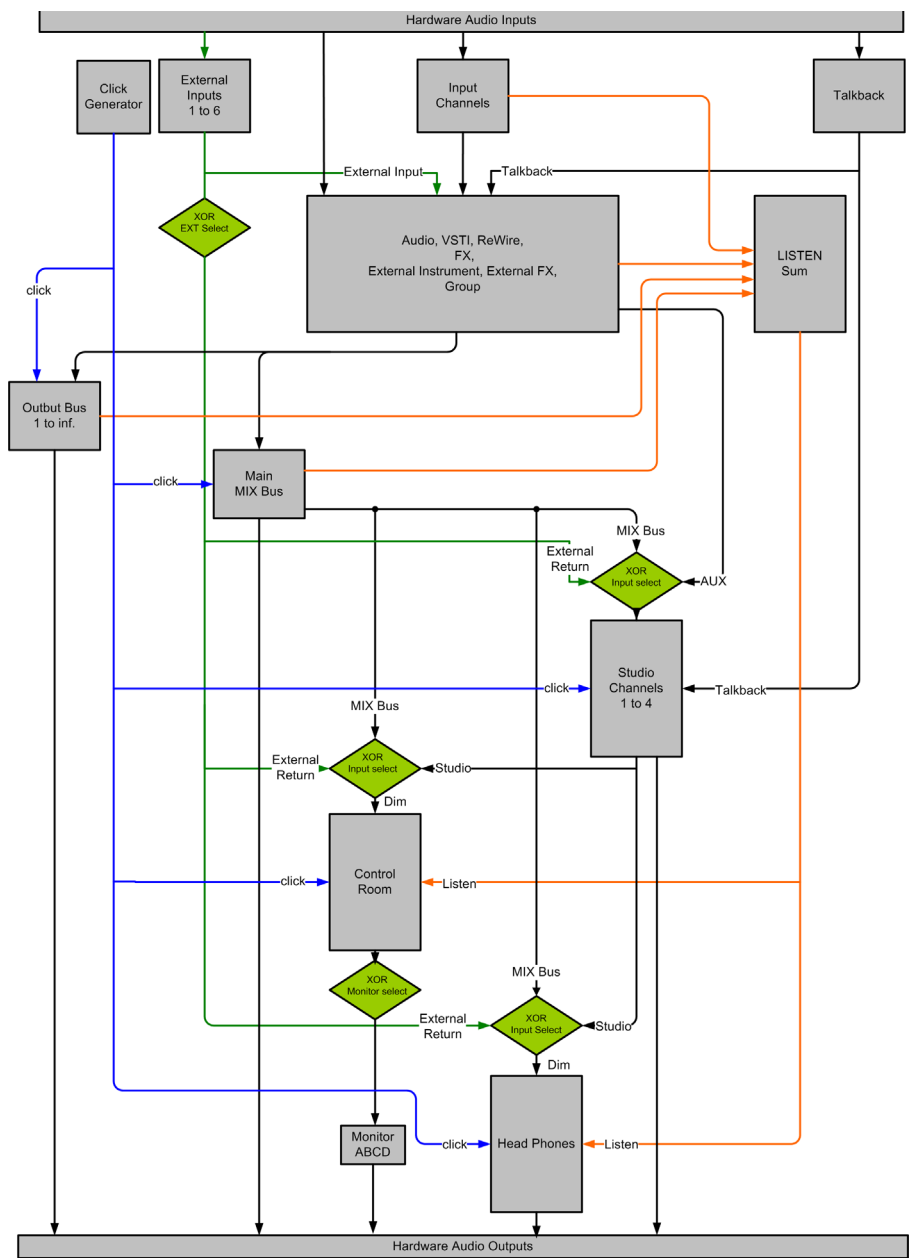 Hardware Audio Inputs
Click
Generator
External
Inputs
1 to 6
Input
Channels
Talkback
External Input
Talkback
XOR
EXT Select
Audio, VSTI, ReWire,
FX,
External Instrument, External FX,
Group
LISTEN
Sum
click
Outbut Bus
1 to inf.
Main
MIX Bus
click
MIX Bus
External
Return
XOR
Input select
AUX
Studio
Channels
1 to 4
click
Talkback
MIX Bus
External
Return
XOR
Input select
Studio
Dim
Control
Room
click
Listen
XOR
Monitor select
MIX Bus
External
Return
XOR
Input Select
Studio
Dim
Monitor
ABCD
click
Head Phones
Listen
Hardware Audio Outputs